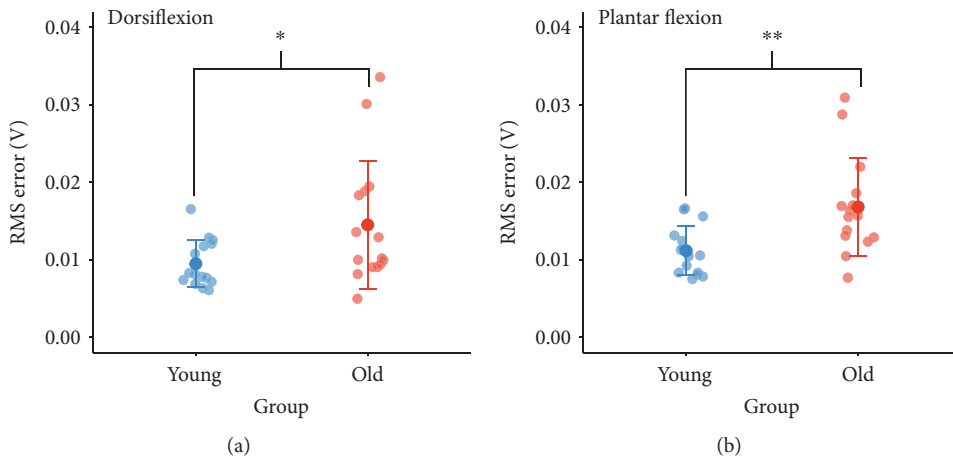 Dorsiflexion
*
RMS error (V)
0.04
0.03
0.02
0.01
0.00
Young
Old
Group
(a)
Plantar flexion
**
RMS error (V)
0.04
0.03
0.02
0.01
0.00
Young
Old
Group
(b)